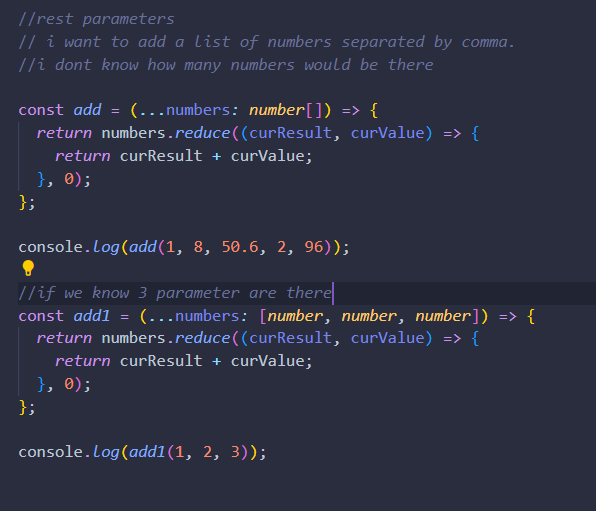 //rest parameters
// i want to add a list of numbers separated by comma.
//i dont know how many numbers would be there
const add = (...numbers: number[]) => {
return numbers.reduce((curResult, curValue) => {
return curResult + curValue;
}, 0);
};
console.log(add(1, 8, 50.6, 2, 96));
//if we know 3 parameter are there
const add1 = (...numbers: [number, number, number]) => {
return numbers.reduce((curResult, curValue) => {
return curResult + curValue;
}, 0);
};
console.log(add1(1, 2, 3));